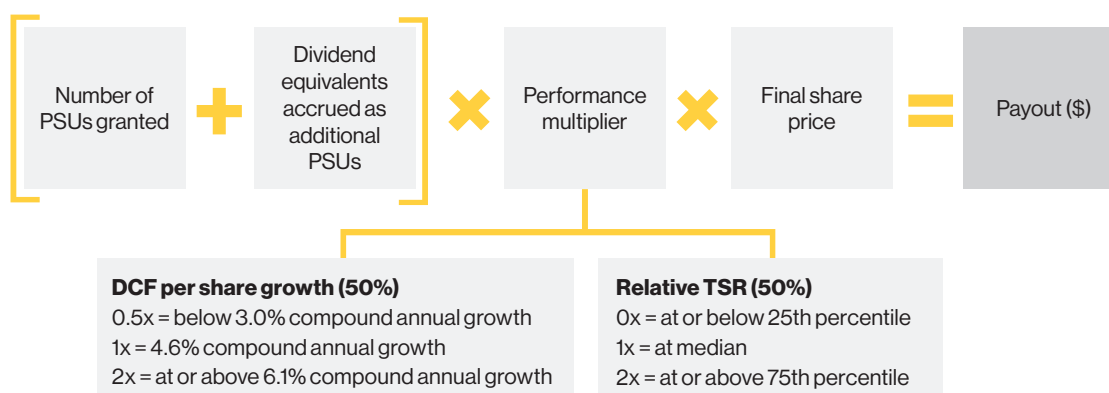 Number of
PSUs granted
+
Dividend
equivalents
accrued as
additional
PSUs
×
Performance
multiplier
×
Final share
price
=
Payout ($)
DCF per share growth (50%)
0.5x = below 3.0% compound annual growth
1x = 4.6% compound annual growth
2x = at or above 6.1% compound annual growth
Relative TSR (50%)
0x = at or below 25th percentile
1x = at median
2x = at or above 75th percentile